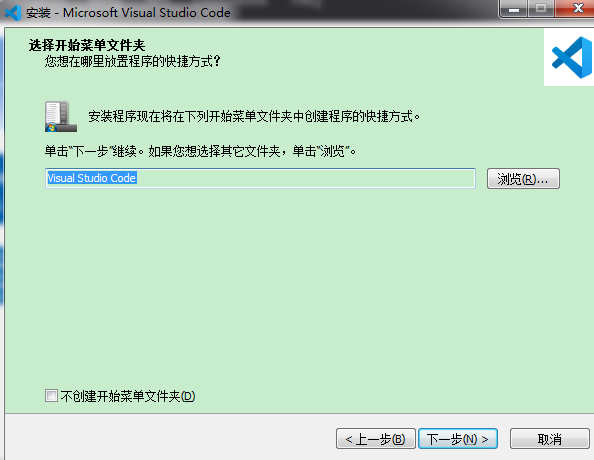 安装 - Microsoft Visual Studio Code
选择开始菜单文件夹
您想在哪里放置程序的快捷方式？
安装程序现在将在下列开始菜单文件夹中创建程序的快捷方式。
单击“下一步”继续。如果您想选择其它文件夹，单击“浏览”。
Visual Studio Code
浏览(R)...
不创建开始菜单文件夹(D)
< 上一步(B)
下一步(N) >
取消